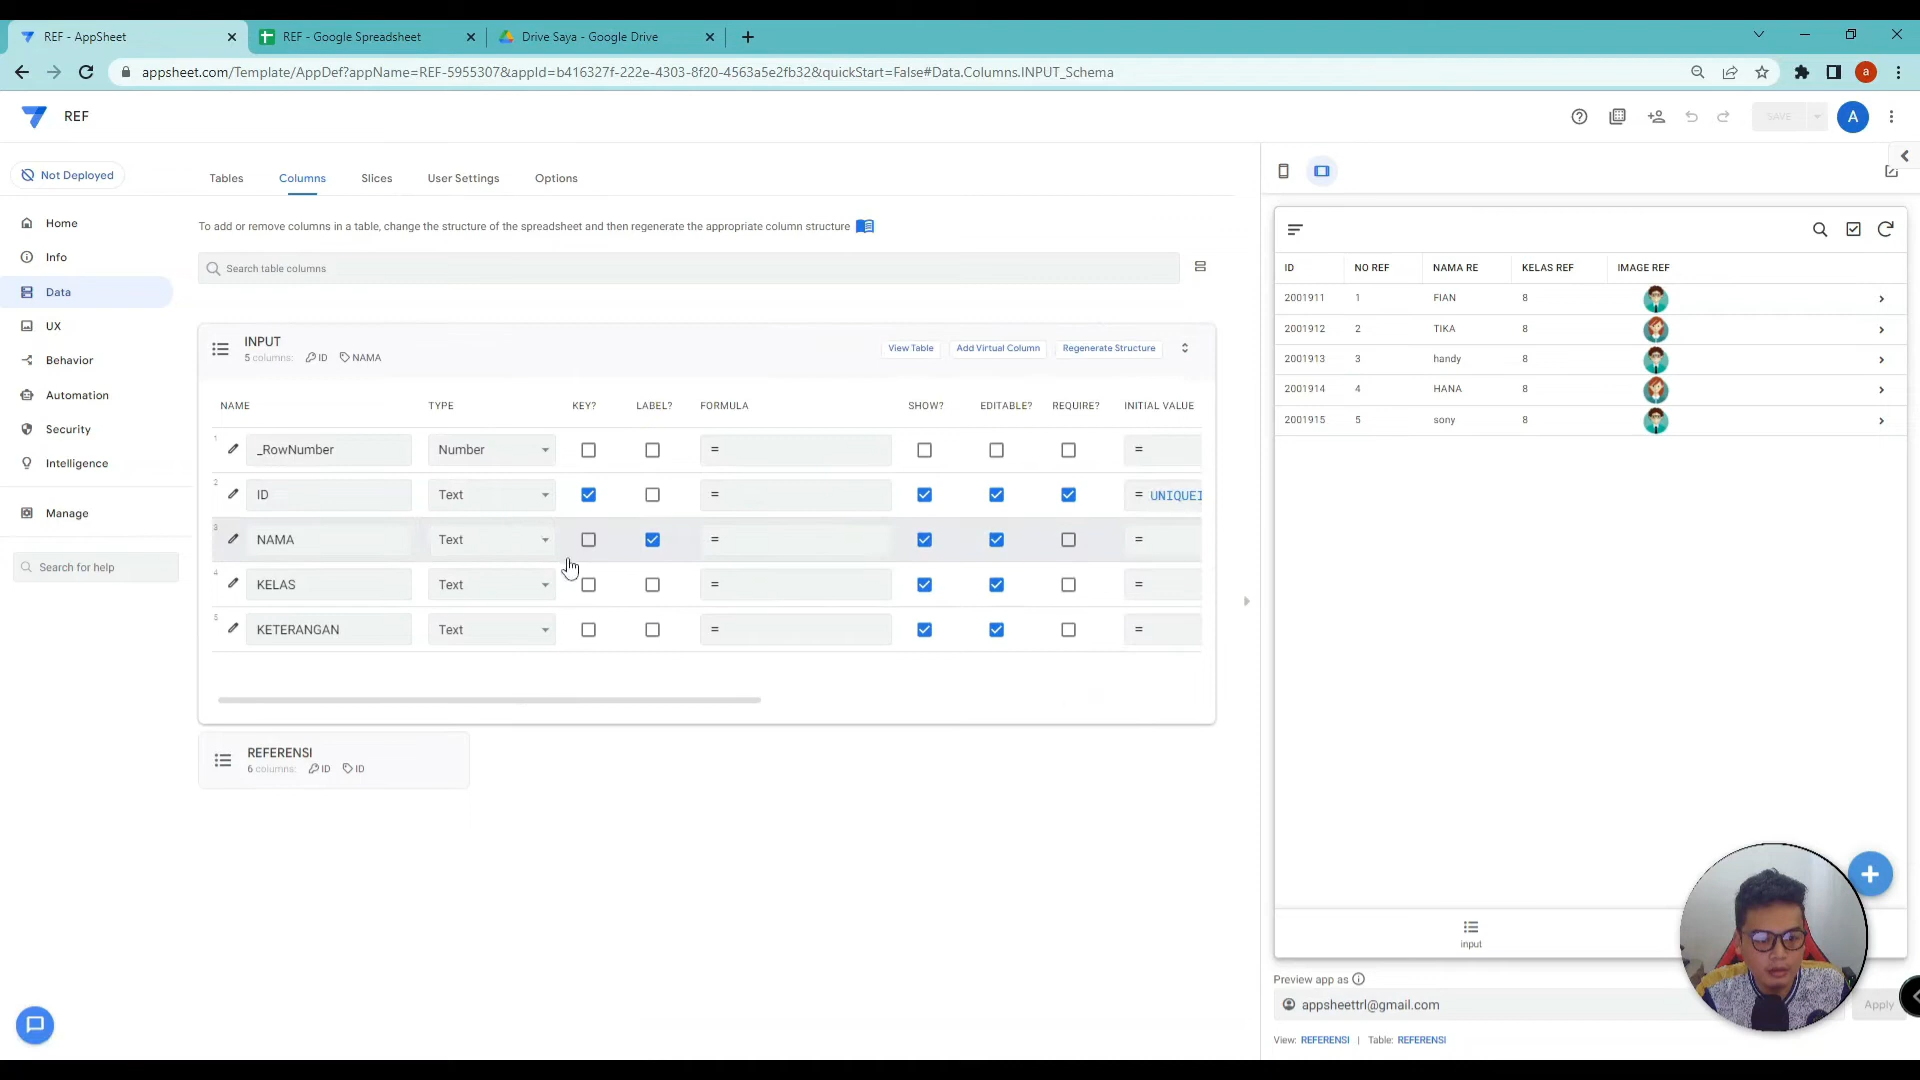 REF - AppSheet
REF - Google Spreadsheet
Drive Saya - Google Drive
appsheet.com/Template/AppDef?appName=REF-5955307&appId=b416327f-222e-4303-8f20-4563a5e2fb32&quickStart=False#Data.Columns.INPUT_Schema
a
REF
SAVE
A
Not Deployed
Home
Info
Data
UX
Behavior
Automation
Security
Intelligence
Manage
Search for help
Tables
Columns
Slices
User Settings
Options
To add or remove columns in a table, change the structure of the spreadsheet and then regenerate the appropriate column structure
Search table columns
INPUT
5 columns: ID NAMA
View Table
Add Virtual Column
Regenerate Structure
NAME TYPE KEY? LABEL? FORMULA SHOW? EDITABLE? REQUIRE? INITIAL VALUE
1 _RowNumber Number = =
2 ID Text = = UNIQUEI
3 NAMA Text = =
4 KELAS Text = =
5 KETERANGAN Text = =
REFERENSI
6 columns: ID ID
ID NO REF NAMA RE KELAS REF IMAGE REF
2001911 1 FIAN 8
2001912 2 TIKA 8
2001913 3 handy 8
2001914 4 HANA 8
2001915 5 sony 8
input
Preview app as
appsheettrl@gmail.com
Apply
View: REFERENSI | Table: REFERENSI